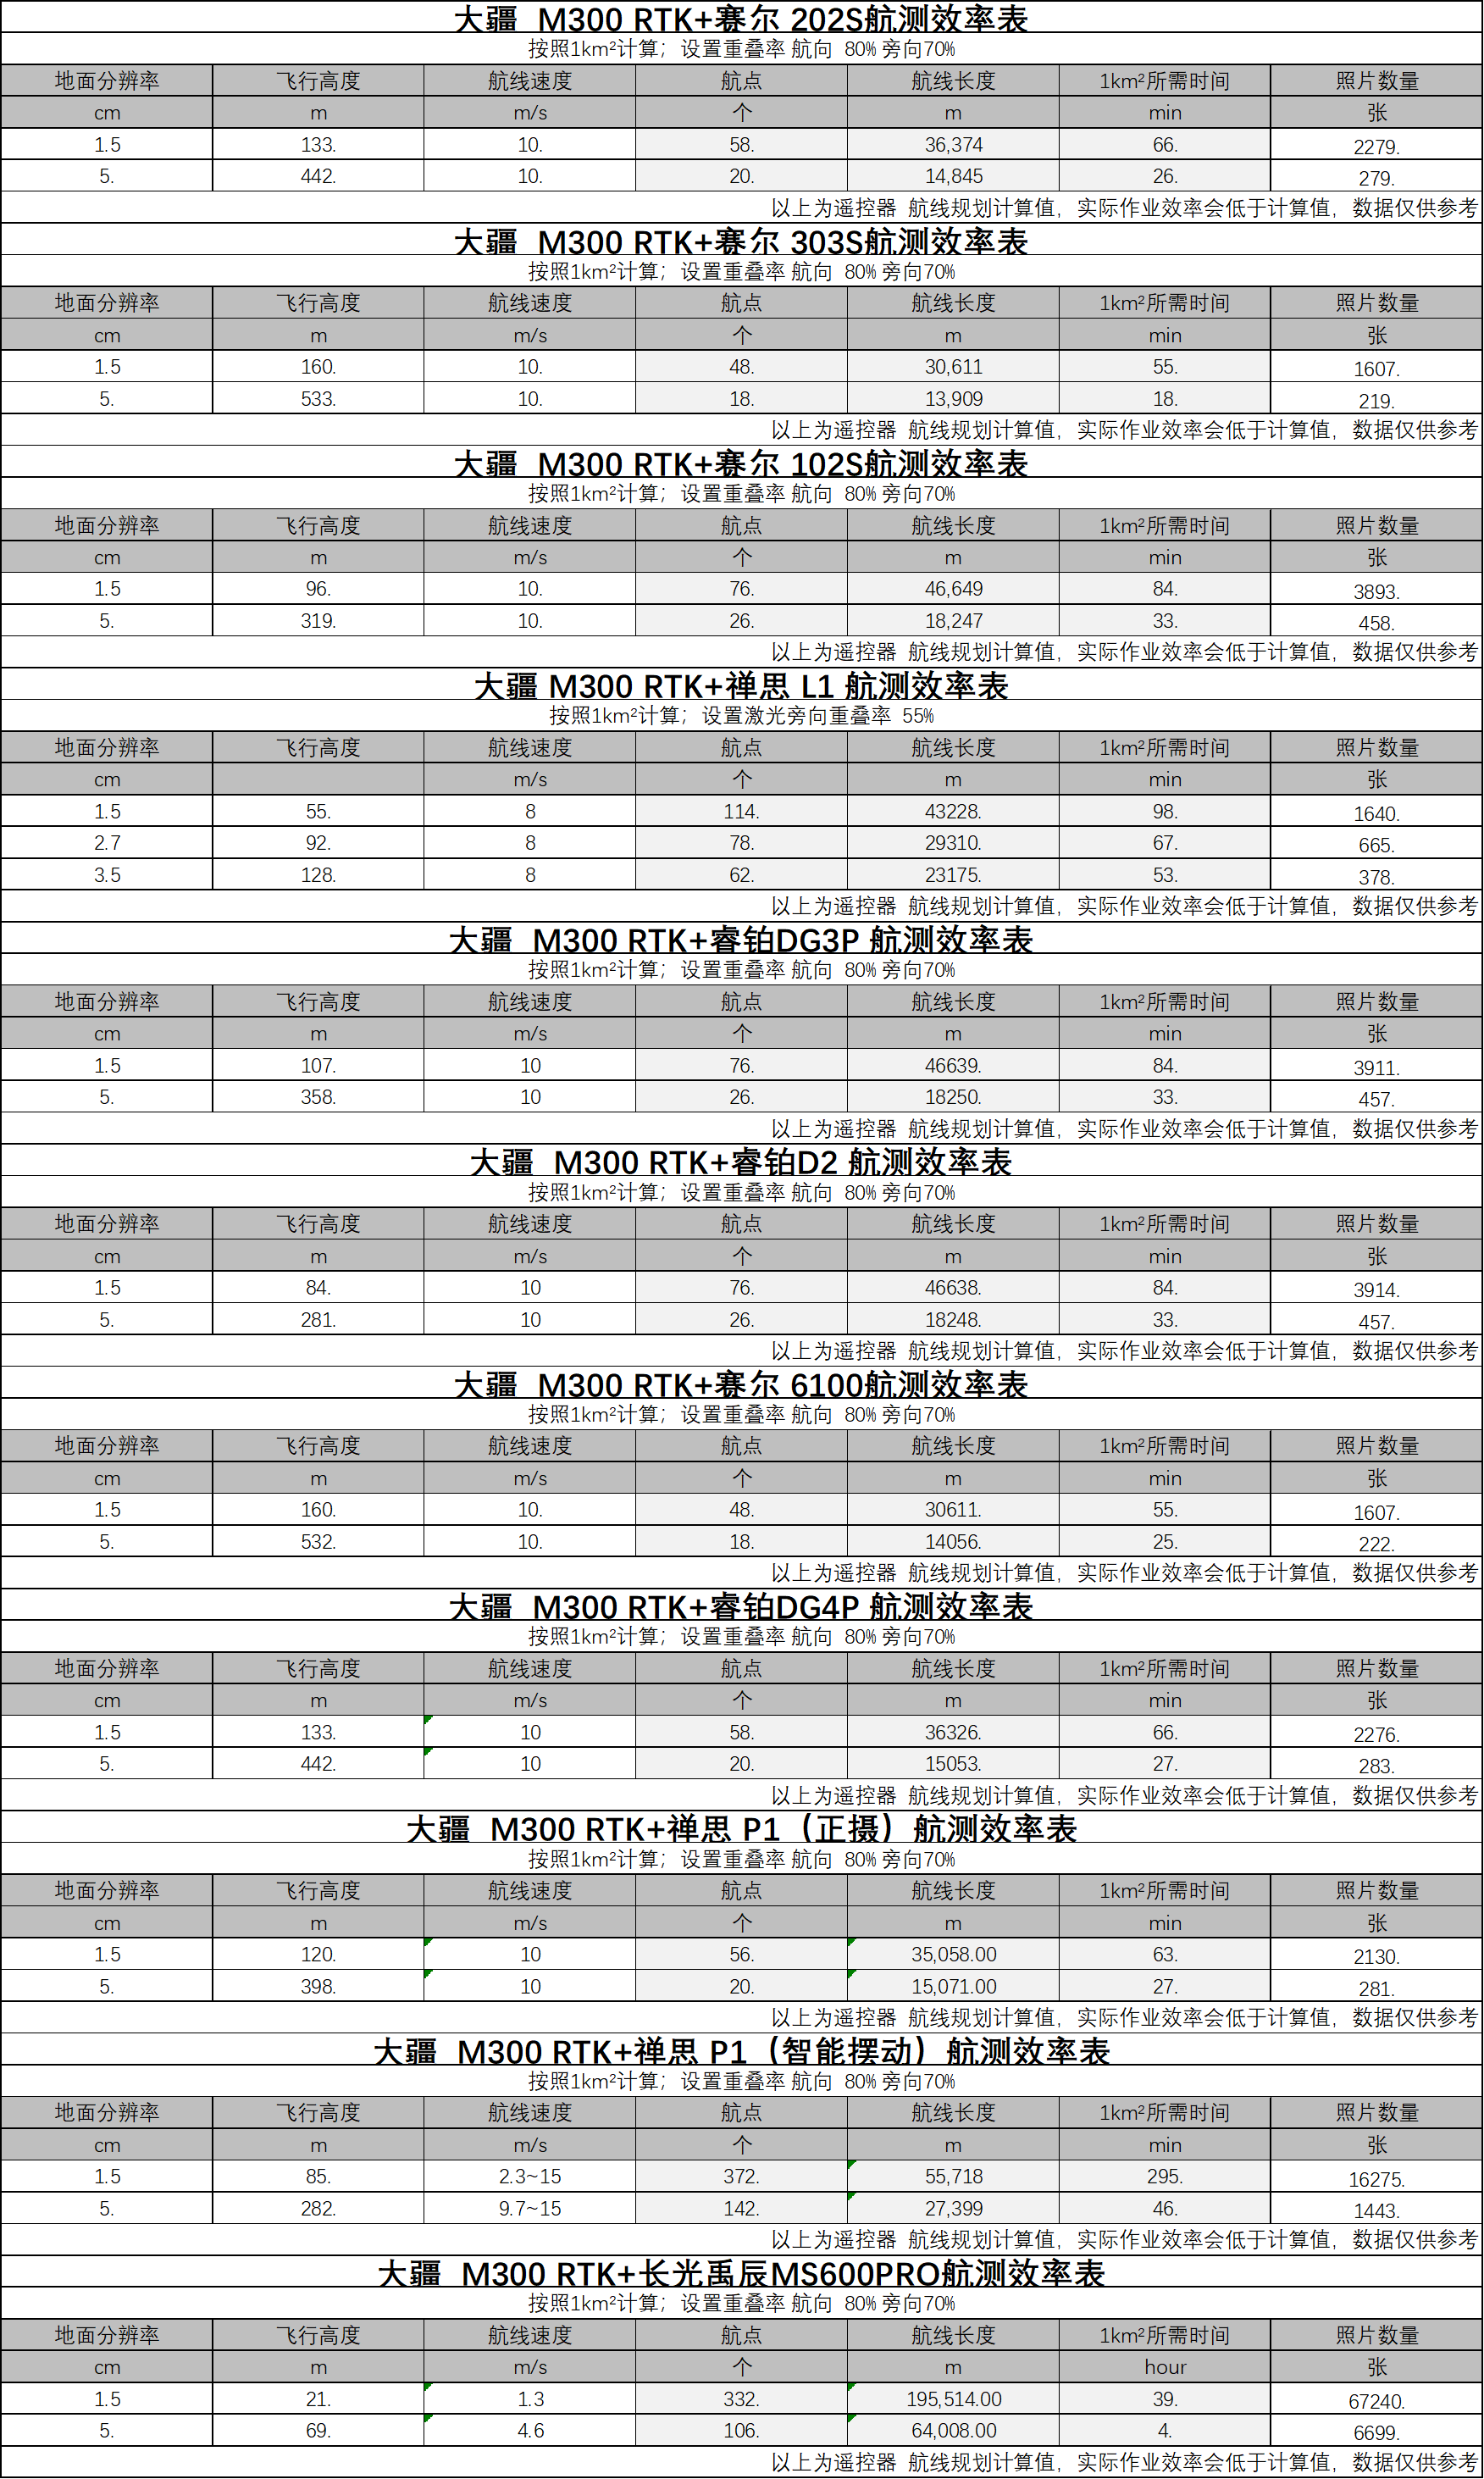 大疆 M300 RTK+赛尔 202S航测效率表
按照1km²计算；设置重叠率 航向 80% 旁向70%
地面分辨率 飞行高度 航线速度 航点 航线长度 1km²所需时间 照片数量
cm m m/s 个 m min 张
1.5 133. 10. 58. 36,374 66. 2279.
5. 442. 10. 20. 14,845 26. 279.
以上为遥控器 航线规划计算值，实际作业效率会低于计算值，数据仅供参考
大疆 M300 RTK+赛尔 303S航测效率表
按照1km²计算；设置重叠率 航向 80% 旁向70%
地面分辨率 飞行高度 航线速度 航点 航线长度 1km²所需时间 照片数量
cm m m/s 个 m min 张
1.5 160. 10. 48. 30,611 55. 1607.
5. 533. 10. 18. 13,909 18. 219.
以上为遥控器 航线规划计算值，实际作业效率会低于计算值，数据仅供参考
大疆 M300 RTK+赛尔 102S航测效率表
按照1km²计算；设置重叠率 航向 80% 旁向70%
地面分辨率 飞行高度 航线速度 航点 航线长度 1km²所需时间 照片数量
cm m m/s 个 m min 张
1.5 96. 10. 76. 46,649 84. 3893.
5. 319. 10. 26. 18,247 33. 458.
以上为遥控器 航线规划计算值，实际作业效率会低于计算值，数据仅供参考
大疆 M300 RTK+禅思 L1 航测效率表
按照1km²计算；设置激光旁向重叠率 55%
地面分辨率 飞行高度 航线速度 航点 航线长度 1km²所需时间 照片数量
cm m/s 个 m min 张
1.5 55. 8 114. 43228. 98. 1640.
2.7 92. 8 78. 29310. 67. 665.
3.5 128. 8 62. 23175. 53. 378.
以上为遥控器 航线规划计算值，实际作业效率会低于计算值，数据仅供参考
大疆 M300 RTK+睿铂DG3P 航测效率表
按照1km²计算；设置重叠率 航向 80% 旁向70%
地面分辨率 飞行高度 航线速度 航点 航线长度 1km²所需时间 照片数量
cm m m/s 个 m min 张
1.5 107. 10 76. 46639. 84. 3911.
5. 358. 10 26. 18250. 33. 457.
以上为遥控器 航线规划计算值，实际作业效率会低于计算值，数据仅供参考
大疆 M300 RTK+睿铂D2 航测效率表
按照1km²计算；设置重叠率 航向 80% 旁向70%
地面分辨率 飞行高度 航线速度 航点 航线长度 1km²所需时间 照片数量
cm m m/s 个 m min 张
1.5 84. 10 76. 46638. 84. 3914.
5. 281. 10 26. 18248. 33. 457.
以上为遥控器 航线规划计算值，实际作业效率会低于计算值，数据仅供参考
大疆 M300 RTK+赛尔 6100航测效率表
按照1km²计算；设置重叠率 航向 80% 旁向70%
地面分辨率 飞行高度 航线速度 航点 航线长度 1km²所需时间 照片数量
cm m m/s 个 m min 张
1.5 160. 10. 48. 30611. 55. 1607.
5. 532. 10. 18. 14056. 25. 222.
以上为遥控器 航线规划计算值，实际作业效率会低于计算值，数据仅供参考
大疆 M300 RTK+睿铂DG4P 航测效率表
按照1km²计算；设置重叠率 航向 80% 旁向70%
地面分辨率 飞行高度 航线速度 航点 航线长度 1km²所需时间 照片数量
cm m m/s 个 m min 张
1.5 133. 10 58. 36326. 66. 2276.
5. 442. 10 20. 15053. 27. 283.
以上为遥控器 航线规划计算值，实际作业效率会低于计算值，数据仅供参考
大疆 M300 RTK+禅思 P1（正摄）航测效率表
按照1km²计算；设置重叠率 航向 80% 旁向70%
地面分辨率 飞行高度 航线速度 航点 航线长度 1km²所需时间 照片数量
cm m m/s 个 m min 张
1.5 120. 10 56. 35,058.00 63. 2130.
5. 398. 10 20. 15,071.00 27. 281.
以上为遥控器 航线规划计算值，实际作业效率会低于计算值，数据仅供参考
大疆 M300 RTK+禅思 P1（智能摆动）航测效率表
按照1km²计算；设置重叠率 航向 80% 旁向70%
地面分辨率 飞行高度 航线速度 航点 航线长度 1km²所需时间 照片数量
cm m m/s 个 m min 张
1.5 85. 2.3~15 372. 55,718 295. 16275.
5. 282. 9.7~15 142. 27,399 46. 1443.
以上为遥控器 航线规划计算值，实际作业效率会低于计算值，数据仅供参考
大疆 M300 RTK+长光禹辰MS600PRO航测效率表
按照1km²计算；设置重叠率 航向 80% 旁向70%
地面分辨率 飞行高度 航线速度 航点 航线长度 1km²所需时间 照片数量
cm m m/s 个 m hour 张
1.5 21. 1.3 332. 195,514.00 39. 67240.
5. 69. 4.6 106. 64,008.00 4. 6699.
以上为遥控器 航线规划计算值，实际作业效率会低于计算值，数据仅供参考